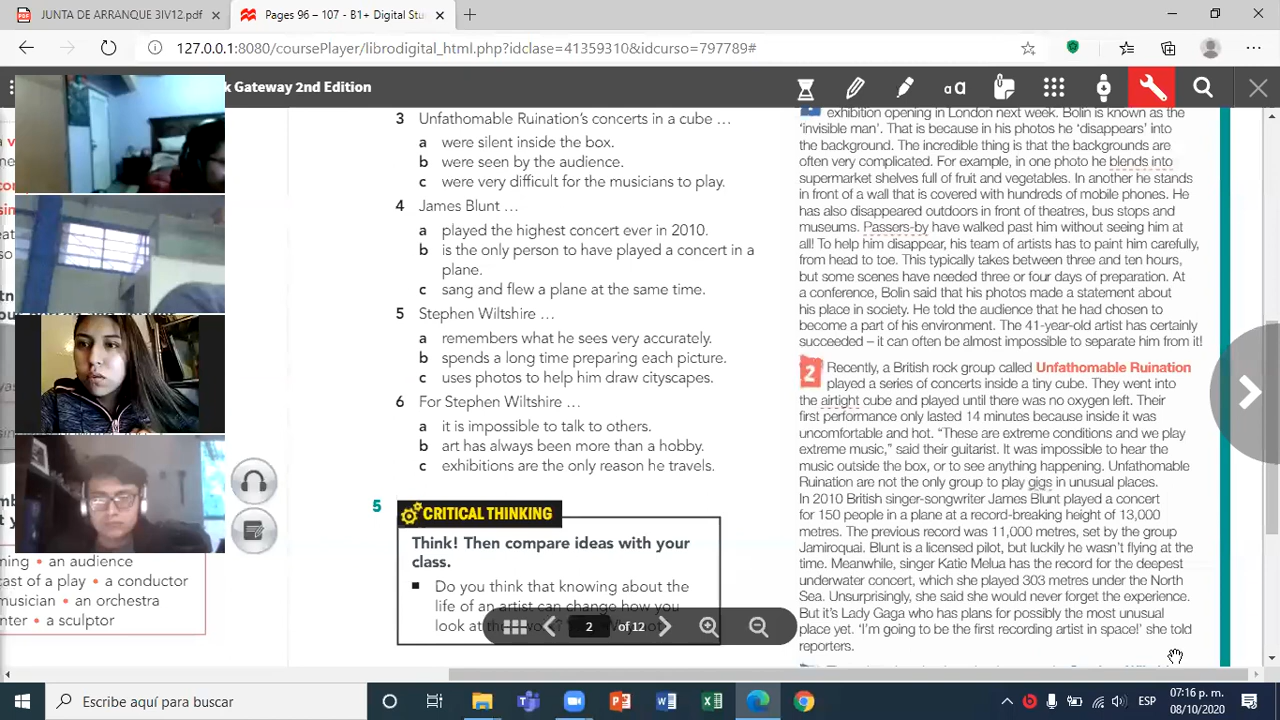 JUNTA DE ARRANQUE 3IV12.pdf
Pages 96 - 107 - B1+ Digital Stu
127.0.0.1:8080/coursePlayer/librodigital_html.php?idclase=41359310&idcurso=797789#
k Gateway 2nd Edition
3 Unfathomable Ruination's concerts in a cube …
a were silent inside the box.
b were seen by the audience.
c were very difficult for the musicians to play.
4 James Blunt …
a played the highest concert ever in 2010.
b is the only person to have played a concert in a
plane.
c sang and flew a plane at the same time.
5 Stephen Wiltshire …
a remembers what he sees very accurately.
b spends a long time preparing each picture.
c uses photos to help him draw cityscapes.
6 For Stephen Wiltshire …
a it is impossible to talk to others.
b art has always been more than a hobby.
c exhibitions are the only reason he travels.
5 CRITICAL THINKING
Think! Then compare ideas with your
class.
■ Do you think that knowing about the
life of an artist can change how you
look at
ning • an audience
cast of a play • a conductor
musician • an orchestra
nter • a sculptor
2 of 12
exhibition opening in London next week. Bolin is known as the
'invisible man'. That is because in his photos he 'disappears' into
the background. The incredible thing is that the backgrounds are
often very complicated. For example, in one photo he blends into
supermarket shelves full of fruit and vegetables. In another he stands
in front of a wall that is covered with hundreds of mobile phones. He
has also disappeared outdoors in front of theatres, bus stops and
museums. Passers-by have walked past him without seeing him at
all! To help him disappear, his team of artists has to paint him carefully,
from head to toe. This typically takes between three and ten hours,
but some scenes have needed three or four days of preparation. At
a conference, Bolin said that his photos made a statement about
his place in society. He told the audience that he had chosen to
become a part of his environment. The 41-year-old artist has certainly
succeeded – it can often be almost impossible to separate him from it!
2 Recently, a British rock group called Unfathomable Ruination
played a series of concerts inside a tiny cube. They went into
the airtight cube and played until there was no oxygen left. Their
first performance only lasted 14 minutes because inside it was
uncomfortable and hot. "These are extreme conditions and we play
extreme music," said their guitarist. It was impossible to hear the
music outside the box, or to see anything happening. Unfathomable
Ruination are not the only group to play gigs in unusual places.
In 2010 British singer-songwriter James Blunt played a concert
for 150 people in a plane at a record-breaking height of 13,000
metres. The previous record was 11,000 metres, set by the group
Jamiroquai. Blunt is a licensed pilot, but luckily he wasn't flying at the
time. Meanwhile, singer Katie Melua has the record for the deepest
underwater concert, which she played 303 metres under the North
Sea. Unsurprisingly, she said she would never forget the experience.
But it's Lady Gaga who has plans for possibly the most unusual
place yet. 'I'm going to be the first recording artist in space!' she told
reporters.
Escribe aquí para buscar
ESP
07:16 p. m.
08/10/2020